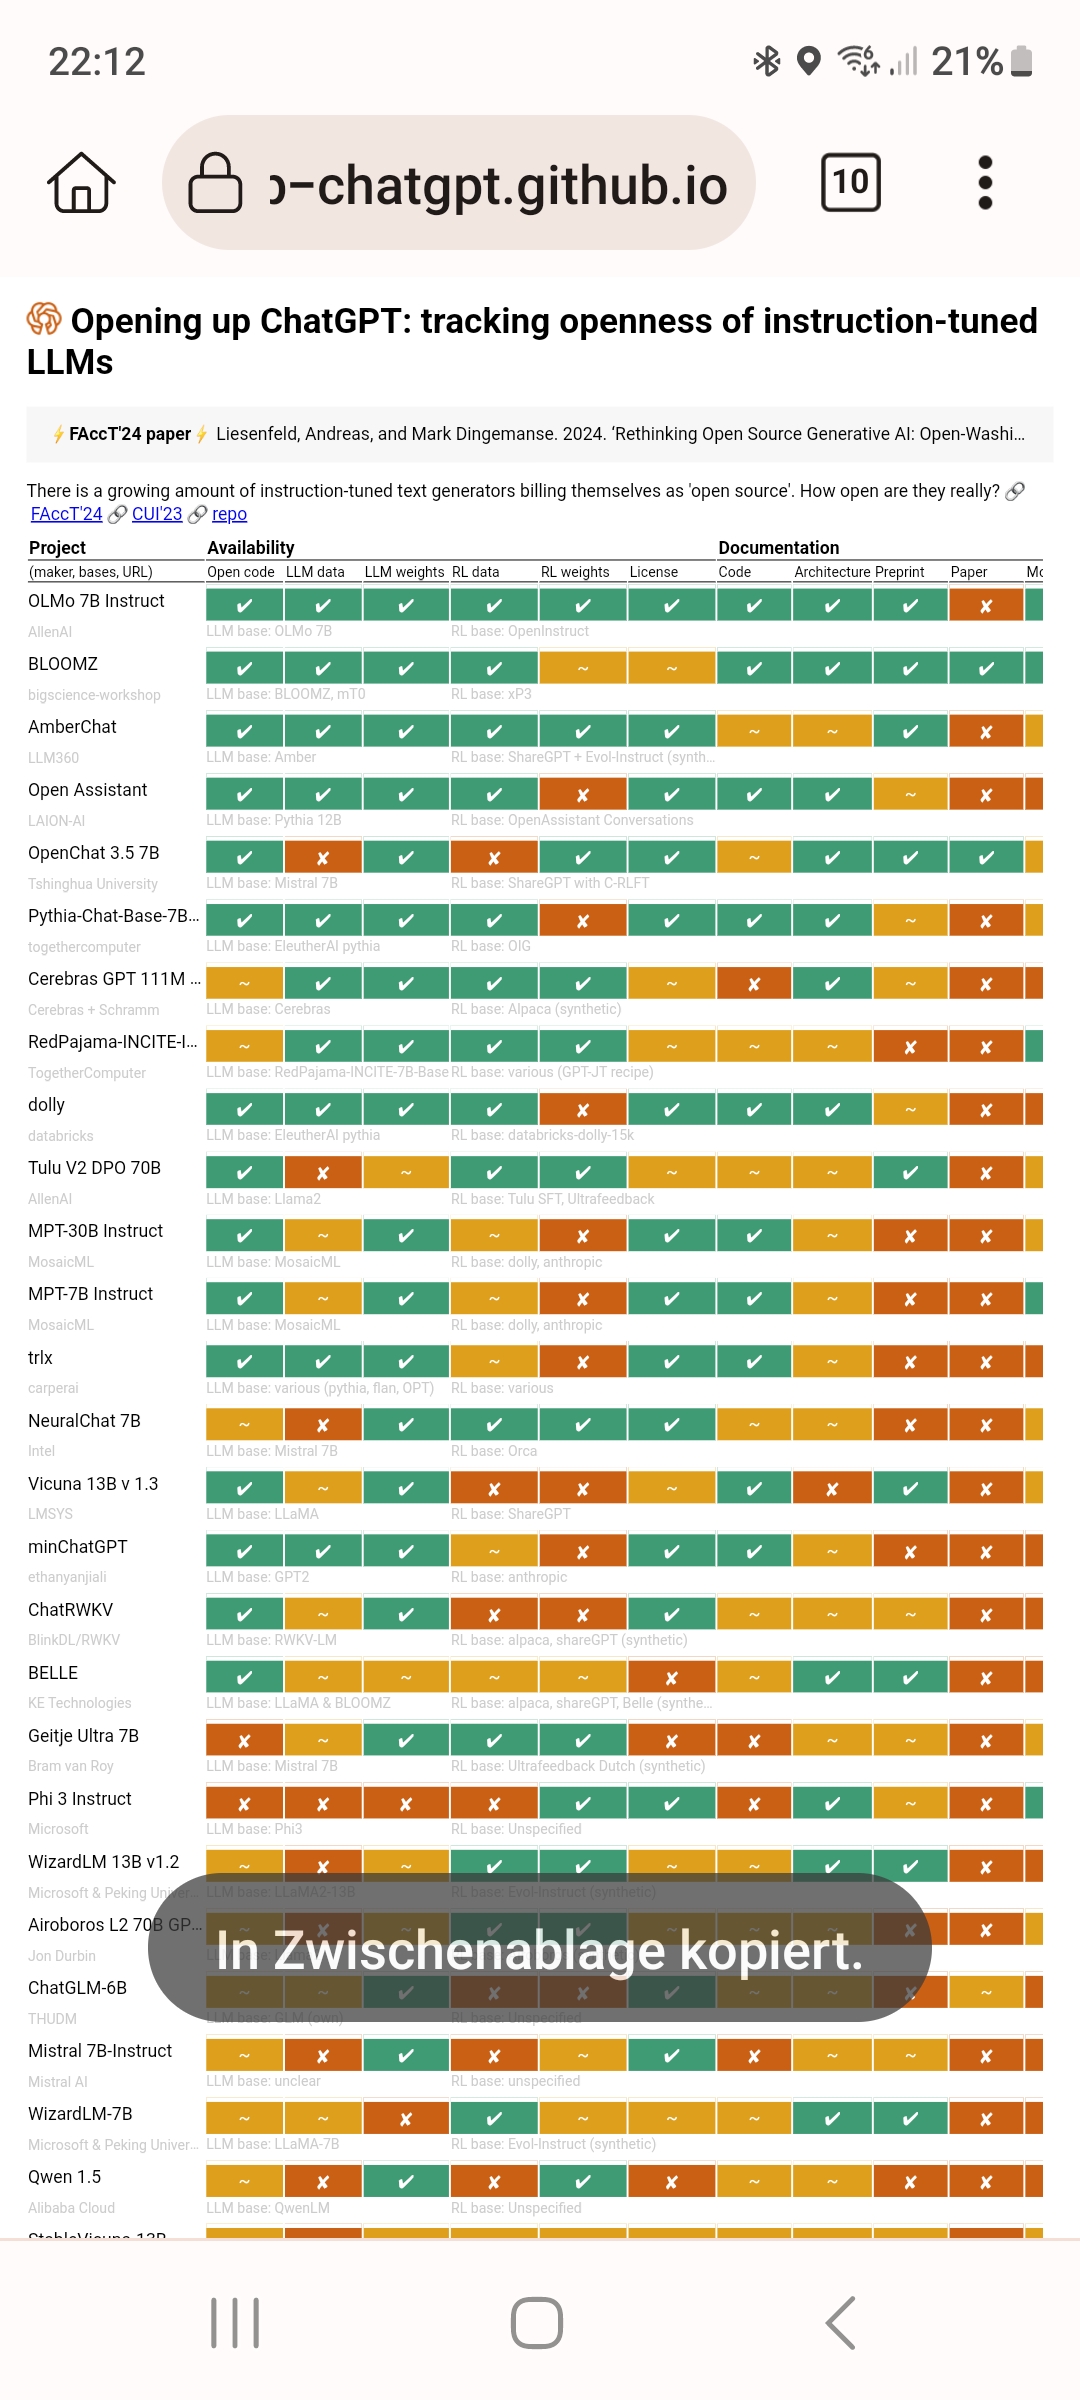 22:12
6
21%
-chatgpt.github.io
10
Opening up ChatGPT: tracking openness of instruction-tuned
LLMs
⚡FAccT'24 paper⚡ Liesenfeld, Andreas, and Mark Dingemanse. 2024. ‘Rethinking Open Source Generative AI: Open-Washi...
There is a growing amount of instruction-tuned text generators billing themselves as 'open source'. How open are they really? 🔗
FAccT'24 🔗 CUI'23 🔗 repo
Project Availability Documentation
(maker, bases, URL) Open code LLM data LLM weights RL data RL weights License Code Architecture Preprint Paper
OLMo 7B Instruct ✔ ✔ ✔ ✔ ✔ ✔ ✔ ✔ ✔ ✘
AllenAI LLM base: OLMo 7B RL base: OpenInstruct
BLOOMZ ✔ ✔ ✔ ✔ ~ ~ ✔ ✔ ✔ ✔
bigscience-workshop LLM base: BLOOMZ, mT0 RL base: xP3
AmberChat ✔ ✔ ✔ ✔ ✔ ✔ ~ ~ ✔ ✘
LLM360 LLM base: Amber RL base: ShareGPT + Evol-Instruct (synth...
Open Assistant ✔ ✔ ✔ ✔ ✘ ✔ ✔ ✔ ~ ✘
LAION-AI LLM base: Pythia 12B RL base: OpenAssistant Conversations
OpenChat 3.5 7B ✔ ✘ ✔ ✘ ✔ ✔ ~ ✔ ✔ ✔
Tshinghua University LLM base: Mistral 7B RL base: ShareGPT with C-RLFT
Pythia-Chat-Base-7B... ✔ ✔ ✔ ✔ ✘ ✔ ✔ ✔ ~ ✘
togethercomputer LLM base: EleutherAI pythia RL base: OIG
Cerebras GPT 111M ... ~ ✔ ✔ ✔ ✔ ~ ✘ ✔ ~ ✘
Cerebras + Schramm LLM base: Cerebras RL base: Alpaca (synthetic)
RedPajama-INCITE-I... ~ ✔ ✔ ✔ ✔ ~ ~ ~ ✘ ✘
TogetherComputer LLM base: RedPajama-INCITE-7B-Base RL base: various (GPT-JT recipe)
dolly ✔ ✔ ✔ ✔ ✘ ✔ ✔ ✔ ~ ✘
databricks LLM base: EleutherAI pythia RL base: databricks-dolly-15k
Tulu V2 DPO 70B ✔ ✘ ~ ✔ ✔ ~ ~ ~ ✔ ✘
AllenAI LLM base: Llama2 RL base: Tulu SFT, Ultrafeedback
MPT-30B Instruct ✔ ~ ✔ ~ ✘ ✔ ✔ ~ ✘ ✘
MosaicML LLM base: MosaicML RL base: dolly, anthropic
MPT-7B Instruct ✔ ~ ✔ ~ ✘ ✔ ✔ ~ ✘ ✘
MosaicML LLM base: MosaicML RL base: dolly, anthropic
trlx ✔ ✔ ✔ ~ ✘ ✔ ✔ ~ ✘ ✘
carperai LLM base: various (pythia, flan, OPT) RL base: various
NeuralChat 7B ~ ✘ ✔ ✔ ✔ ✔ ~ ~ ✘ ✘
Intel LLM base: Mistral 7B RL base: Orca
Vicuna 13B v 1.3 ✔ ~ ✔ ✘ ✘ ~ ✔ ✘ ✔ ✘
LMSYS LLM base: LLaMA RL base: ShareGPT
minChatGPT ✔ ✔ ✔ ~ ✘ ✔ ✔ ~ ✘ ✘
ethanyanjiali LLM base: GPT2 RL base: anthropic
ChatRWKV ✔ ~ ✔ ✘ ✘ ✔ ~ ~ ~ ✘
BlinkDL/RWKV LLM base: RWKV-LM RL base: alpaca, shareGPT (synthetic)
BELLE ✔ ~ ~ ~ ~ ✘ ~ ✔ ✔ ✘
KE Technologies LLM base: LLaMA & BLOOMZ RL base: alpaca, shareGPT, Belle (synthe...
Geitje Ultra 7B ✘ ~ ✔ ✔ ✔ ✘ ✘ ~ ~ ✘
Bram van Roy LLM base: Mistral 7B RL base: Ultrafeedback Dutch (synthetic)
Phi 3 Instruct ✘ ✘ ✘ ✘ ✔ ✔ ✘ ✔ ~ ✘
Microsoft LLM base: Phi3 RL base: Unspecified
WizardLM 13B v1.2 ~ ✘ ~ ✔ ✔ ~ ~ ✔ ✔ ✘
Microsoft & Peking Univer... LLM base: LLaMA2-13B RL base: Evol-Instruct (synthetic)
Airoboros L2 70B GP... ✘ ✘
Jon Durbin
In Zwischenablage kopiert.
ChatGLM-6B ~ ~ ✔ ✘ ✘ ✔ ~ ~ ✘ ~
THUDM LLM base: GLM (own) RL base: Unspecified
Mistral 7B-Instruct ~ ✘ ✔ ✘ ~ ✔ ✘ ~ ~ ✘
Mistral AI LLM base: unclear RL base: unspecified
WizardLM-7B ~ ~ ✘ ✔ ~ ~ ~ ✔ ✔ ✘
Microsoft & Peking Univer... LLM base: LLaMA-7B RL base: Evol-Instruct (synthetic)
Qwen 1.5 ~ ✘ ✔ ✘ ✔ ✘ ~ ~ ✘ ✘
Alibaba Cloud LLM base: QwenLM RL base: Unspecified